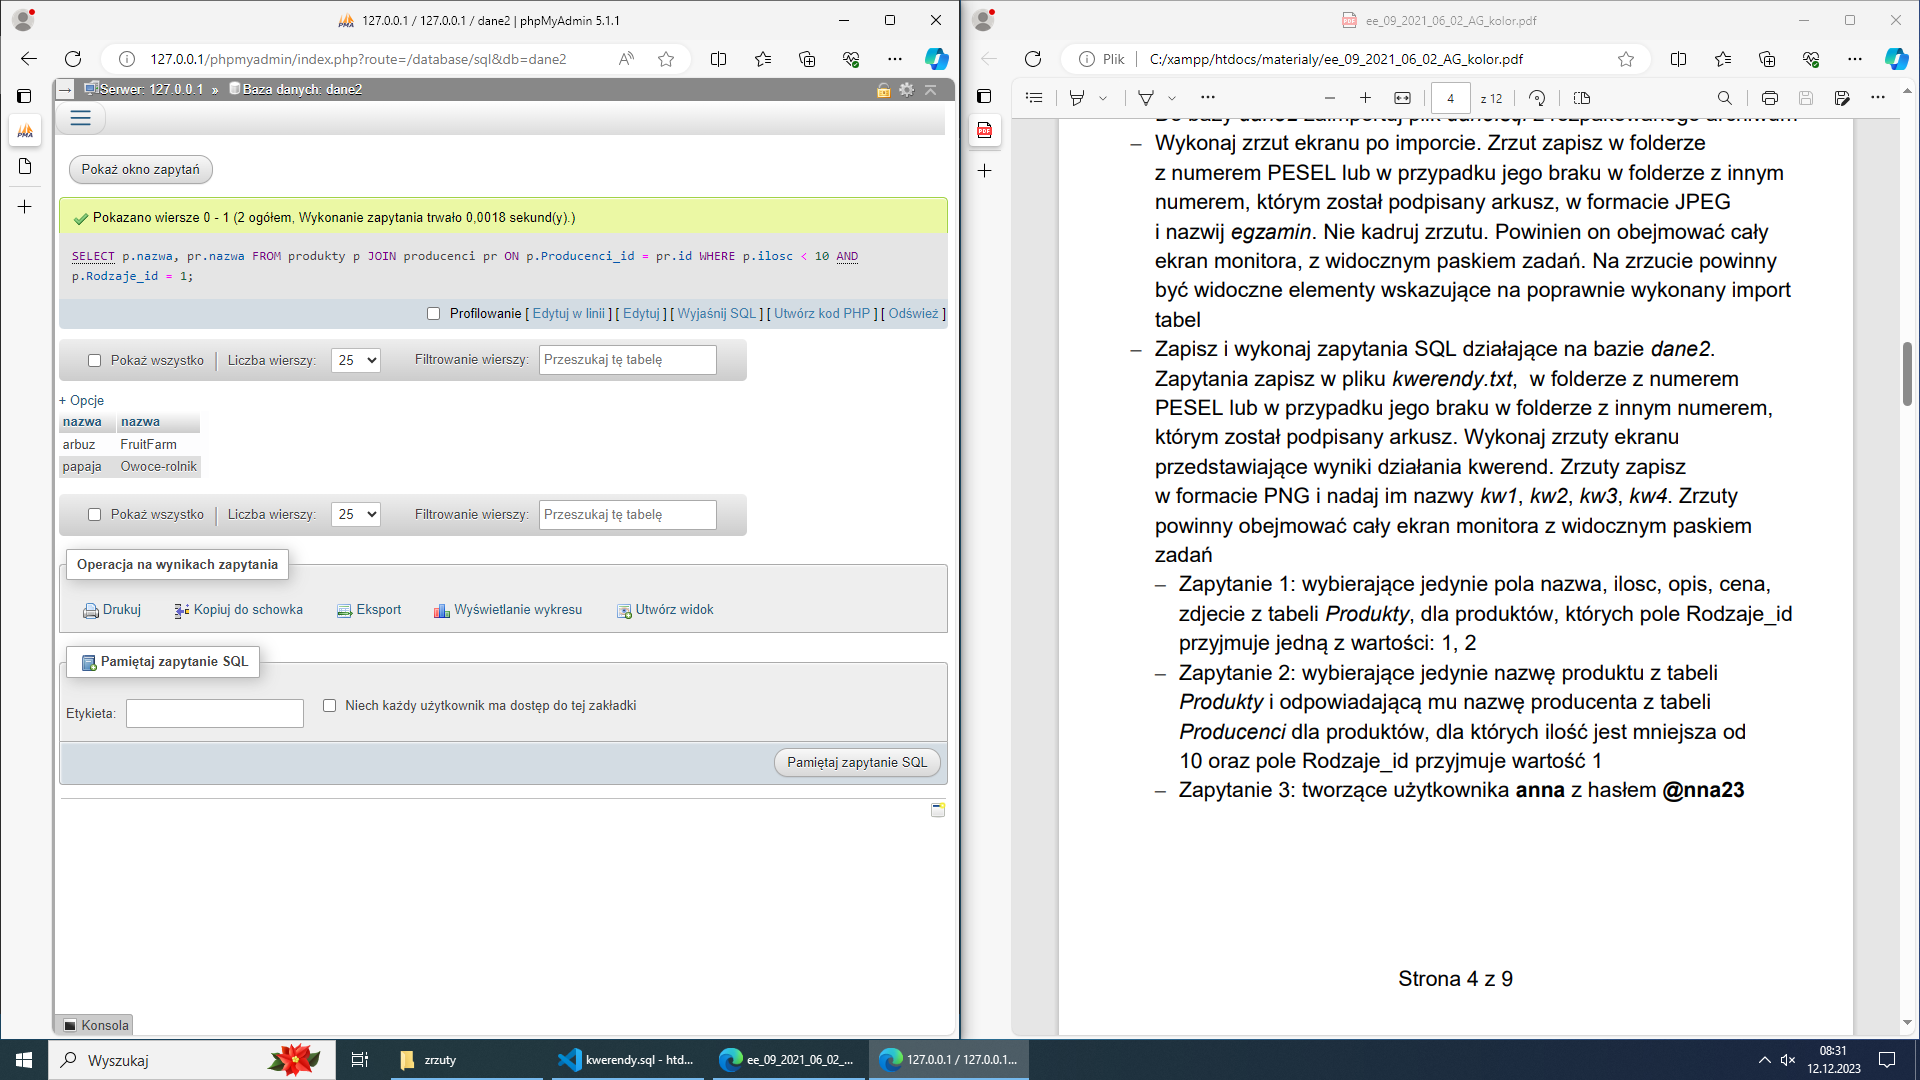 127.0.0.1 / 127.0.0.1 / dane2 | phpMyAdmin 5.1.1
127.0.0.1/phpmyadmin/index.php?route=/database/sql&db=dane2
Serwer: 127.0.0.1 » Baza danych: dane2
Pokaż okno zapytań
Pokazano wiersze 0 - 1 (2 ogółem, Wykonanie zapytania trwało 0,0018 sekund(y).)
SELECT p.nazwa, pr.nazwa FROM produkty p JOIN producenci pr ON p.Producenci_id = pr.id WHERE p.ilosc < 10 AND
p.Rodzaje_id = 1;
Profilowanie [ Edytuj w linii ] [ Edytuj ] [ Wyjaśnij SQL ] [ Utwórz kod PHP ] [ Odśwież ]
Pokaż wszystko | Liczba wierszy: 25 Filtrowanie wierszy: Przeszukaj tę tabelę
+ Opcje
nazwa nazwa
arbuz FruitFarm
papaja Owoce-rolnik
Pokaż wszystko | Liczba wierszy: 25 Filtrowanie wierszy: Przeszukaj tę tabelę
Operacja na wynikach zapytania
Drukuj Kopiuj do schowka Eksport Wyświetlanie wykresu Utwórz widok
Pamiętaj zapytanie SQL
Etykieta: Niech każdy użytkownik ma dostęp do tej zakładki
Pamiętaj zapytanie SQL
Konsola
ee_09_2021_06_02_AG_kolor.pdf
Plik C:/xampp/htdocs/materialy/ee_09_2021_06_02_AG_kolor.pdf
4 z 12
Do bazy dane2 zaimportuj plik dane.sql z rozpakowanego archiwum
– Wykonaj zrzut ekranu po imporcie. Zrzut zapisz w folderze
z numerem PESEL lub w przypadku jego braku w folderze z innym
numerem, którym został podpisany arkusz, w formacie JPEG
i nazwij egzamin. Nie kadruj zrzutu. Powinien on obejmować cały
ekran monitora, z widocznym paskiem zadań. Na zrzucie powinny
być widoczne elementy wskazujące na poprawnie wykonany import
tabel
– Zapisz i wykonaj zapytania SQL działające na bazie dane2.
Zapytania zapisz w pliku kwerendy.txt, w folderze z numerem
PESEL lub w przypadku jego braku w folderze z innym numerem,
którym został podpisany arkusz. Wykonaj zrzuty ekranu
przedstawiające wyniki działania kwerend. Zrzuty zapisz
w formacie PNG i nadaj im nazwy kw1, kw2, kw3, kw4. Zrzuty
powinny obejmować cały ekran monitora z widocznym paskiem
zadań
– Zapytanie 1: wybierające jedynie pola nazwa, ilosc, opis, cena,
zdjecie z tabeli Produkty, dla produktów, których pole Rodzaje_id
przyjmuje jedną z wartości: 1, 2
– Zapytanie 2: wybierające jedynie nazwę produktu z tabeli
Produkty i odpowiadającą mu nazwę producenta z tabeli
Producenci dla produktów, dla których ilość jest mniejsza od
10 oraz pole Rodzaje_id przyjmuje wartość 1
– Zapytanie 3: tworzące użytkownika anna z hasłem @nna23
Strona 4 z 9
Wyszukaj
zrzuty
kwerendy.sql - htd...
ee_09_2021_06_02_...
127.0.0.1 / 127.0.0.1...
08:31
12.12.2023